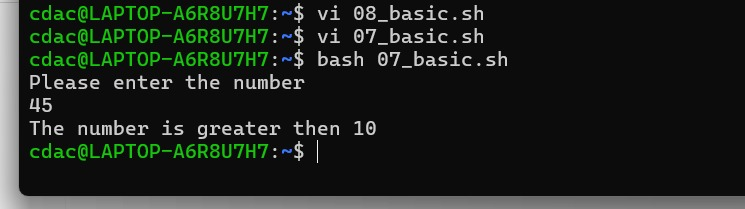 cdac@LAPTOP-A6R8U7H7:~$ vi 08_basic.sh
cdac@LAPTOP-A6R8U7H7:~$ vi 07_basic.sh
cdac@LAPTOP-A6R8U7H7:~$ bash 07_basic.sh
Please enter the number
45
The number is greater then 10
cdac@LAPTOP-A6R8U7H7:~$